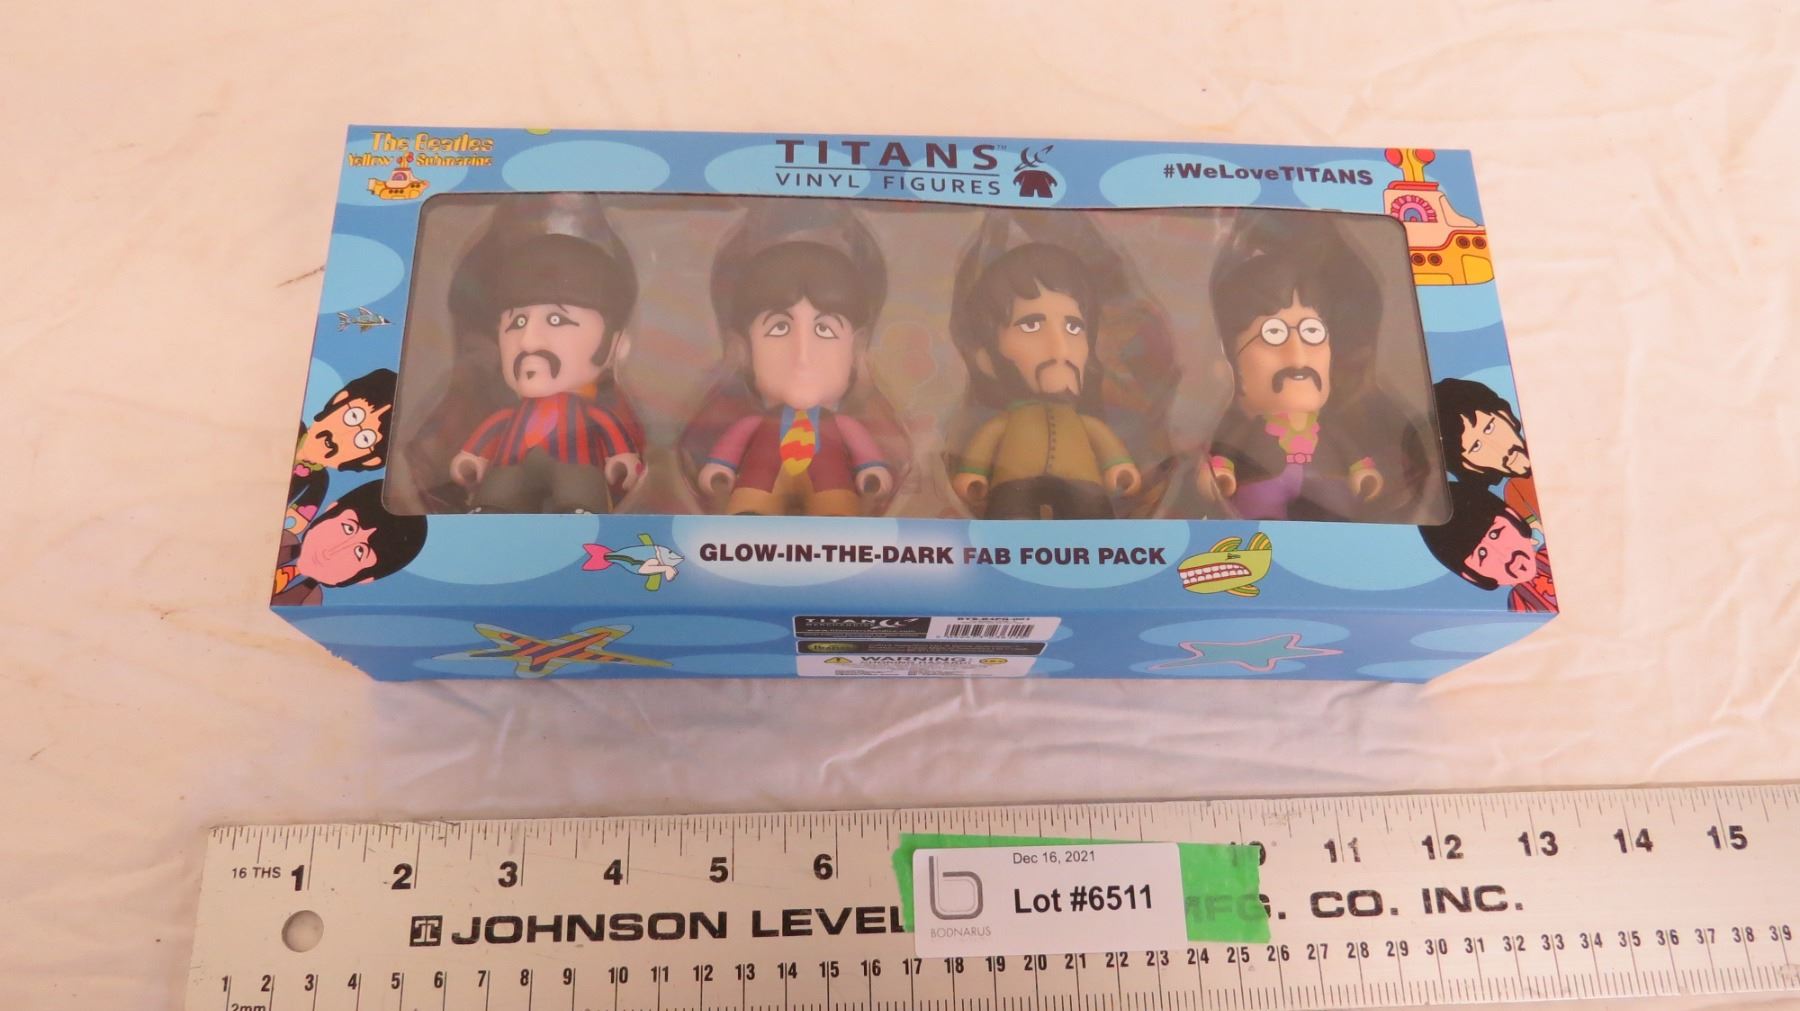 The Beatles
Yellow Submarine
TITANS™
VINYL FIGURES
#WeLoveTITANS
GLOW-IN-THE-DARK FAB FOUR PACK
TITAN
WARNING:
16 THS 1 2 3 4 5 6 11 12 13 14 15
Dec 16, 2021
Lot #6511
BODNARUS
JOHNSON LEVEL MFG. CO. INC.
1 2 3 4 5 6 7 8 9 10 11 12 13 14 15 16 17 18 19 20 21 22 23 24 25 26 27 28 29 30 31 32 33 34 35 36 37 38 39
2mm